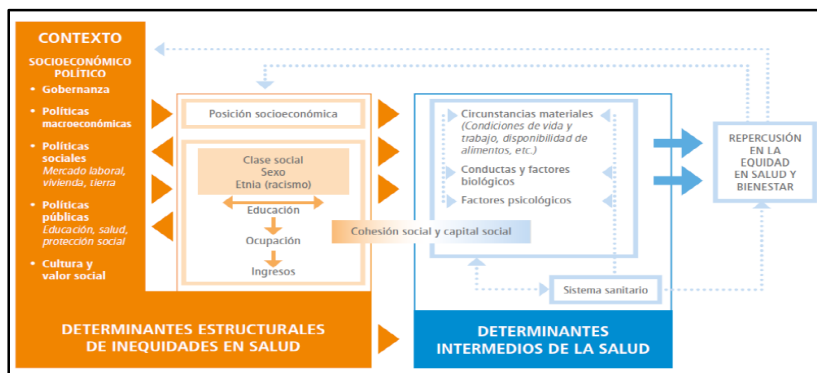 CONTEXTO
SOCIOECONÓMICO
POLÍTICO
• Gobernanza
• Políticas
macroeconómicas
• Políticas
sociales
Mercado laboral,
vivienda, tierra
• Políticas
públicas
Educación, salud,
protección social
• Cultura y
valor social
Posición socioeconómica
Clase social
Sexo
Etnia (racismo)
Educación
Ocupación
Ingresos
Cohesión social y capital social
Circunstancias materiales
(Condiciones de vida y
trabajo, disponibilidad de
alimentos, etc.)
Conductas y factores
biológicos
Factores psicológicos
Sistema sanitario
REPERCUSIÓN
EN LA
EQUIDAD
EN SALUD Y
BIENESTAR
DETERMINANTES ESTRUCTURALES
DE INEQUIDADES EN SALUD
DETERMINANTES
INTERMEDIOS DE LA SALUD